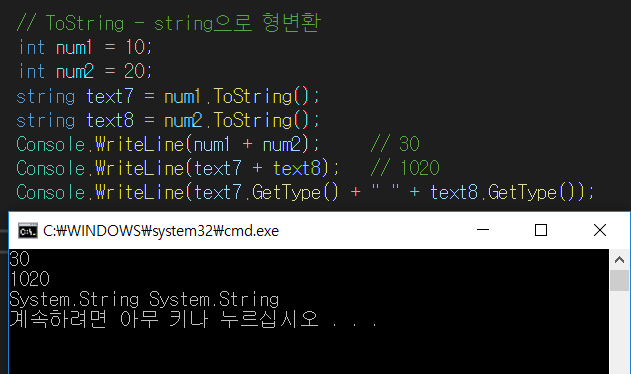 // ToString - string으로 형변환
int num1 = 10;
int num2 = 20;
string text7 = num1.ToString();
string text8 = num2.ToString();
Console.WriteLine(num1 + num2);     // 30
Console.WriteLine(text7 + text8);   // 1020
Console.WriteLine(text7.GetType() + " " + text8.GetType());
C:₩WINDOWS₩system32₩cmd.exe
30
1020
System.String System.String
계속하려면 아무 키나 누르십시오 . . .